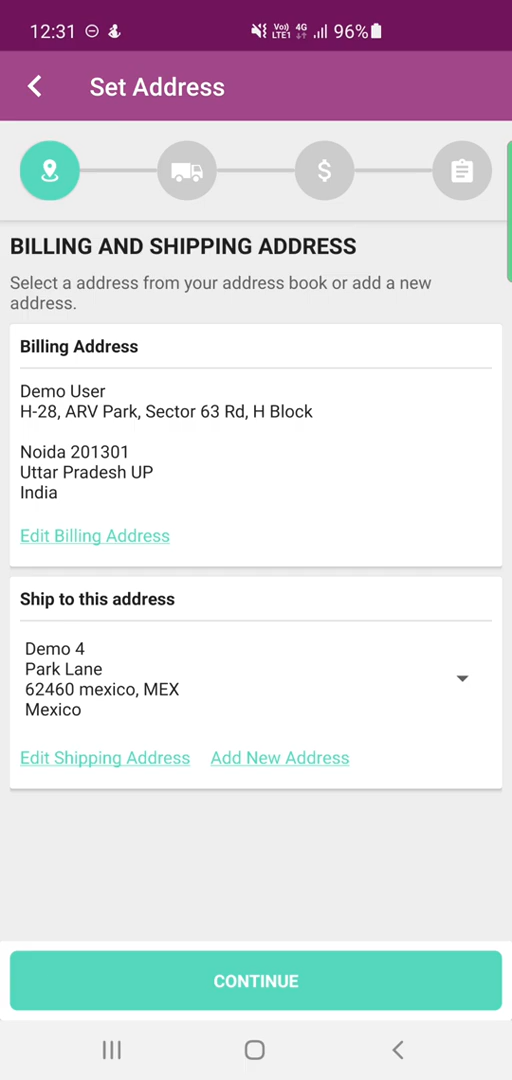 12:31
Vo) 4G
LTE1 96%
Set Address
$
BILLING AND SHIPPING ADDRESS
Select a address from your address book or add a new
address.
Billing Address
Demo User
H-28, ARV Park, Sector 63 Rd, H Block
Noida 201301
Uttar Pradesh UP
India
Edit Billing Address
Ship to this address
Demo 4
Park Lane
62460 mexico, MEX
Mexico
Edit Shipping Address Add New Address
CONTINUE